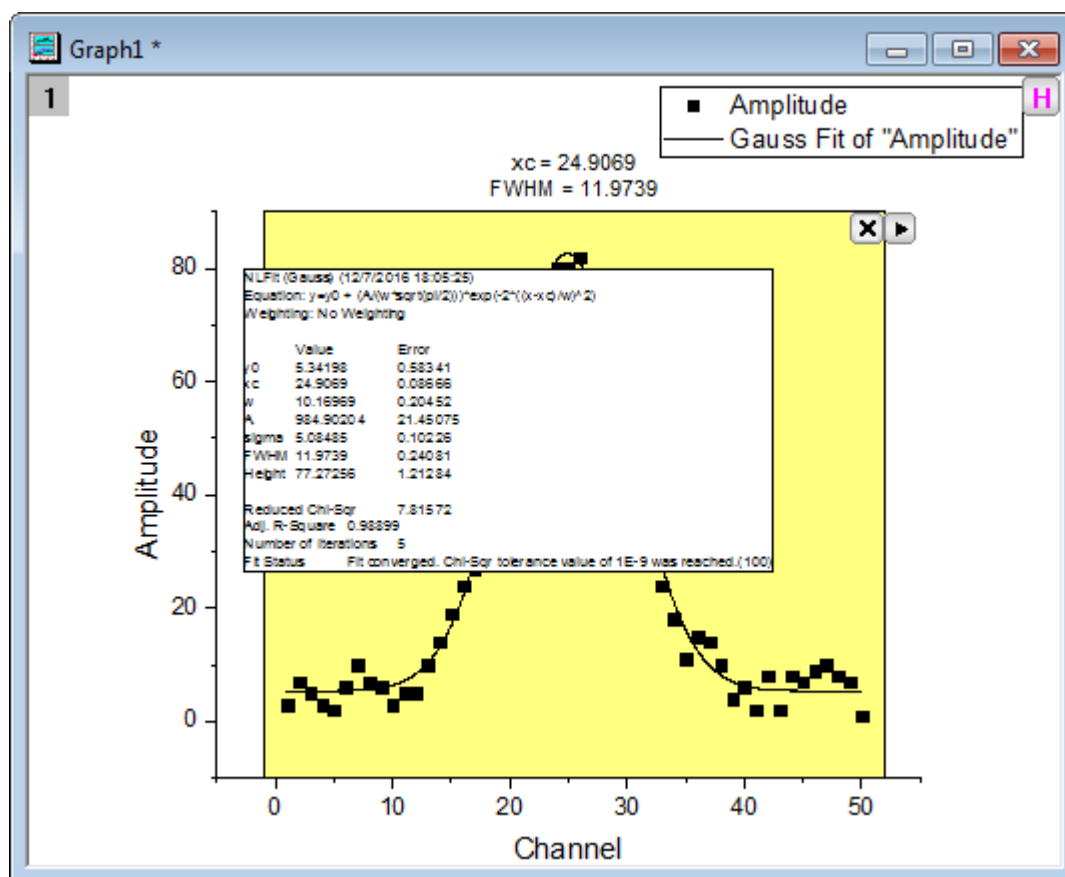 Graph1 *
1
H
Amplitude
Gauss Fit of "Amplitude"
xc = 24.9069
FWHM = 11.9739
NLFit (Gauss) (12/7/2016 18:05:25)
Equation: y=y0 + (A/(w*sqrt(pi/2)))*exp(-2*((x-xc)/w)^2)
Weighting: No Weighting
Value Error
y0 5.34198 0.58341
xc 24.9069 0.08666
w 10.16969 0.20452
A 984.90204 21.45075
sigma 5.08485 0.10226
FWHM 11.9739 0.24081
Height 77.27256 1.21284
Reduced Chi-Sqr 7.81572
Adj. R-Square 0.98899
Number of Iterations 5
Fit Status Fit converged. Chi-Sqr tolerance value of 1E-9 was reached.(100)
80
60
40
20
0
Amplitude
0 10 20 30 40 50
Channel